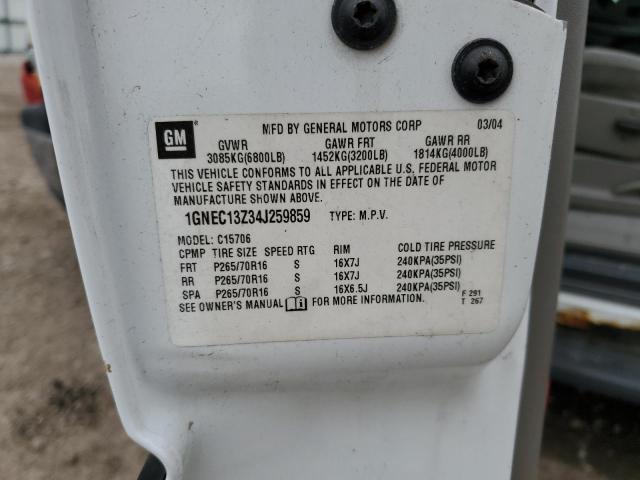 GM
MFD BY GENERAL MOTORS CORP 03/04
GVWR GAWR FRT GAWR RR
3085KG(6800LB) 1452KG(3200LB) 1814KG(4000LB)
THIS VEHICLE CONFORMS TO ALL APPLICABLE U.S. FEDERAL MOTOR
VEHICLE SAFETY STANDARDS IN EFFECT ON THE DATE OF
MANUFACTURE SHOWN ABOVE.
1GNEC13Z34J259859 TYPE: M.P.V.
MODEL: C15706
CPMP TIRE SIZE SPEED RTG RIM COLD TIRE PRESSURE
FRT P265/70R16 S 16X7J 240KPA(35PSI)
RR P265/70R16 S 16X7J 240KPA(35PSI)
SPA P265/70R16 S 16X6.5J 240KPA(35PSI)
SEE OWNER'S MANUAL FOR MORE INFORMATION.
F 291
T 267